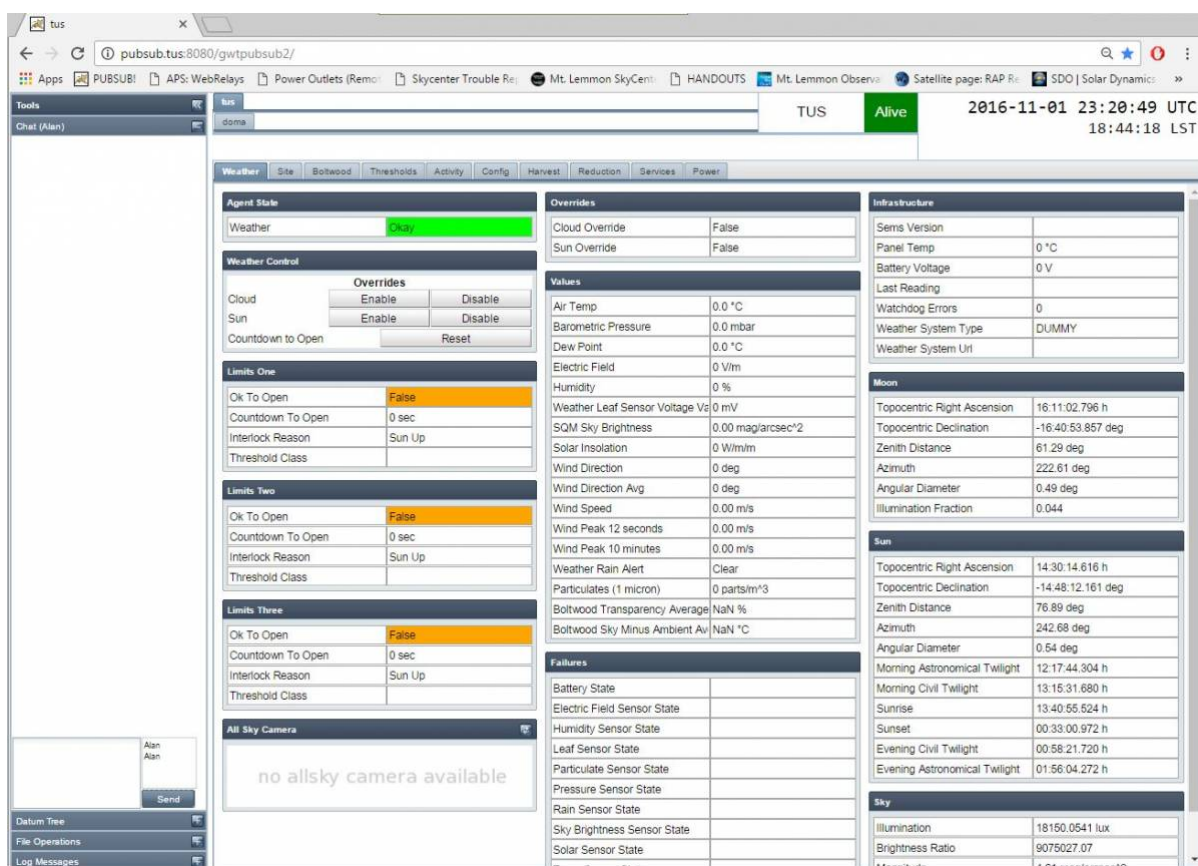 tus
pubsub.tus:8080/gwtpubsub2/
Apps PUBSUB! APS: WebRelays Power Outlets (Remo Skycenter Trouble Re Mt. Lemmon SkyCent HANDOUTS Mt. Lemmon Observa Satellite page: RAP R SDO | Solar Dynamic »
Tools
Chat (Alan)
tus
doma
TUS
Alive
2016-11-01 23:20:49 UTC
18:44:18 LST
Weather Site Boltwood Thresholds Activity Config Harvest Reduction Services Power
Agent State
Weather Okay
Weather Control
Overrides
Cloud Enable Disable
Sun Enable Disable
Countdown to Open Reset
Limits One
Ok To Open False
Countdown To Open 0 sec
Interlock Reason Sun Up
Threshold Class
Limits Two
Ok To Open False
Countdown To Open 0 sec
Interlock Reason Sun Up
Threshold Class
Limits Three
Ok To Open False
Countdown To Open 0 sec
Interlock Reason Sun Up
Threshold Class
All Sky Camera
no allsky camera available
Overrides
Cloud Override False
Sun Override False
Values
Air Temp 0.0 °C
Barometric Pressure 0.0 mbar
Dew Point 0.0 °C
Electric Field 0 V/m
Humidity 0 %
Weather Leaf Sensor Voltage Va 0 mV
SQM Sky Brightness 0.00 mag/arcsec^2
Solar Insolation 0 W/m/m
Wind Direction 0 deg
Wind Direction Avg 0 deg
Wind Speed 0.00 m/s
Wind Peak 12 seconds 0.00 m/s
Wind Peak 10 minutes 0.00 m/s
Weather Rain Alert Clear
Particulates (1 micron) 0 parts/m^3
Boltwood Transparency Average NaN %
Boltwood Sky Minus Ambient Av NaN °C
Failures
Battery State
Electric Field Sensor State
Humidity Sensor State
Leaf Sensor State
Particulate Sensor State
Pressure Sensor State
Rain Sensor State
Sky Brightness Sensor State
Solar Sensor State
Infrastructure
Sems Version
Panel Temp 0 °C
Battery Voltage 0 V
Last Reading
Watchdog Errors 0
Weather System Type DUMMY
Weather System Url
Moon
Topocentric Right Ascension 16:11:02.796 h
Topocentric Declination -16:40:53.857 deg
Zenith Distance 61.29 deg
Azimuth 222.61 deg
Angular Diameter 0.49 deg
Illumination Fraction 0.044
Sun
Topocentric Right Ascension 14:30:14.616 h
Topocentric Declination -14:48:12.161 deg
Zenith Distance 76.89 deg
Azimuth 242.68 deg
Angular Diameter 0.54 deg
Morning Astronomical Twilight 12:17:44.304 h
Morning Civil Twilight 13:15:31.680 h
Sunrise 13:40:55.524 h
Sunset 00:33:00.972 h
Evening Civil Twilight 00:58:21.720 h
Evening Astronomical Twilight 01:56:04.272 h
Sky
Illumination 18150.0541 lux
Brightness Ratio 9075027.07
Alan
Alan
Send
Datum Tree
File Operations
Log Messages